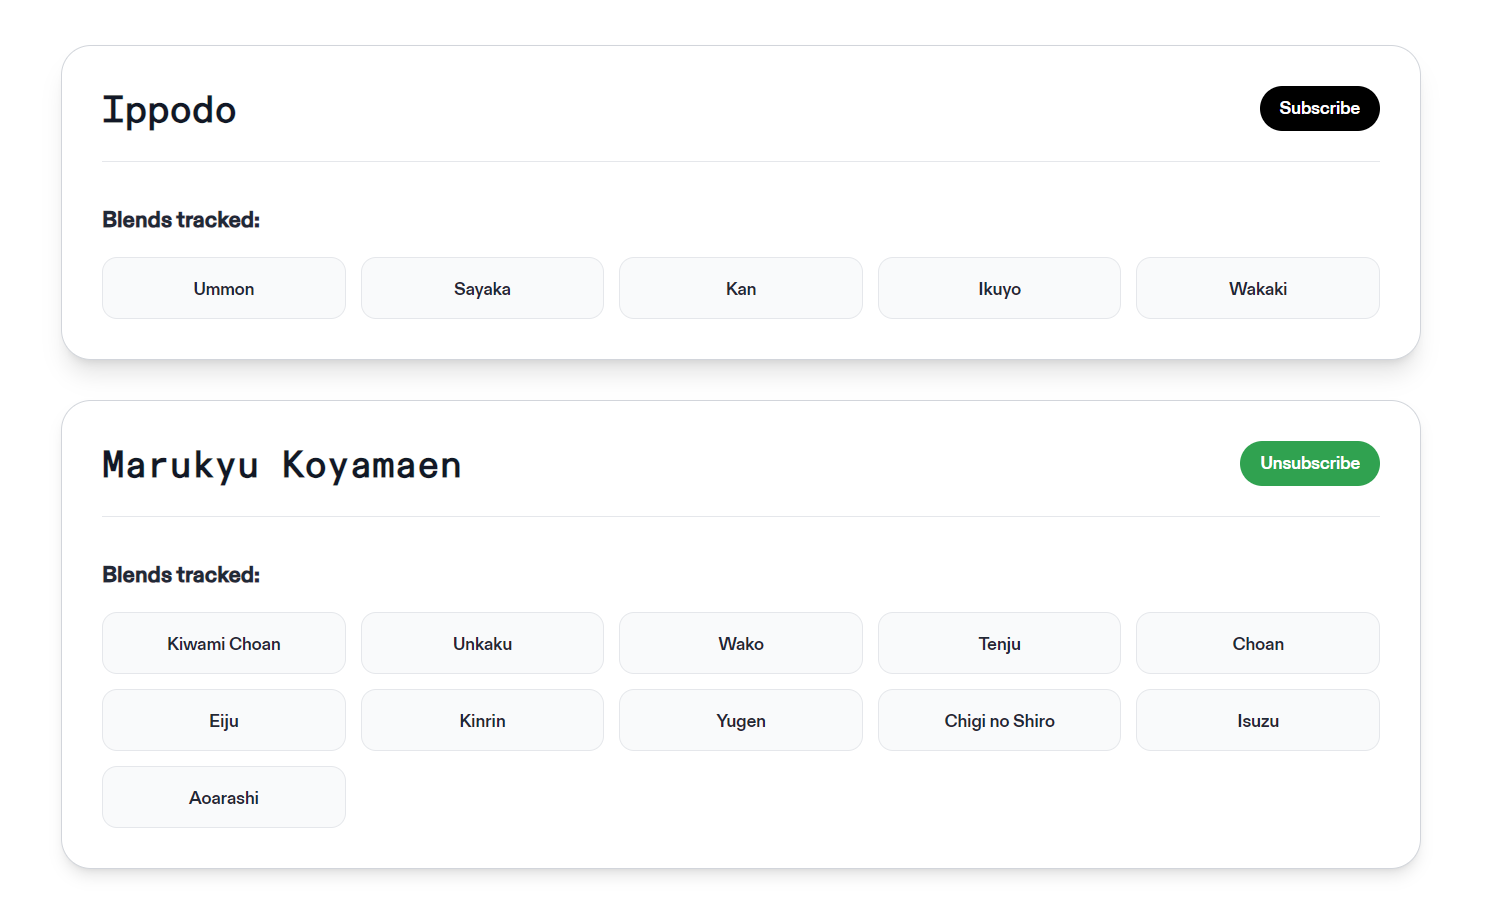 Ippodo
Subscribe
Blends tracked:
Ummon Sayaka Kan Ikuyo Wakaki
Marukyu Koyamaen
Unsubscribe
Blends tracked:
Kiwami Choan Unkaku Wako Tenju Choan
Eiju Kinrin Yugen Chigi no Shiro Isuzu
Aoarashi